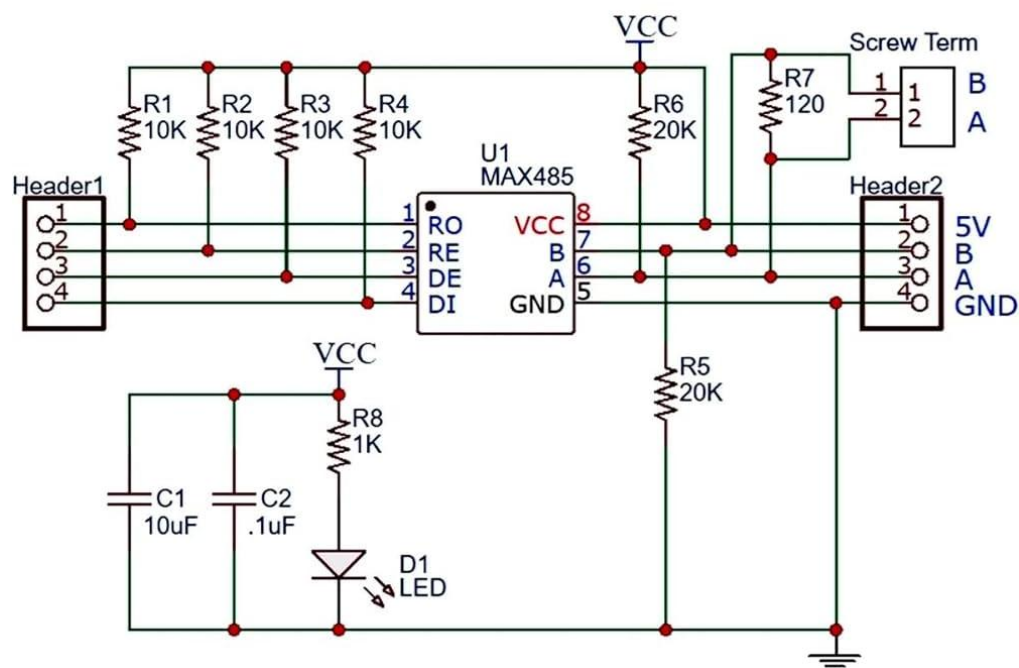 VCC
Screw Term
R1
10K
R2
10K
R3
10K
R4
10K
R6
20K
R7
120
1
2
1
2
B
A
U1
MAX485
Header1
1
2
3
4
1
2
3
4
RO
RE
DE
DI
VCC
B
A
GND
8
7
6
5
Header2
1
2
3
4
5V
B
A
GND
VCC
R5
20K
R8
1K
C1
10uF
C2
.1uF
D1
LED